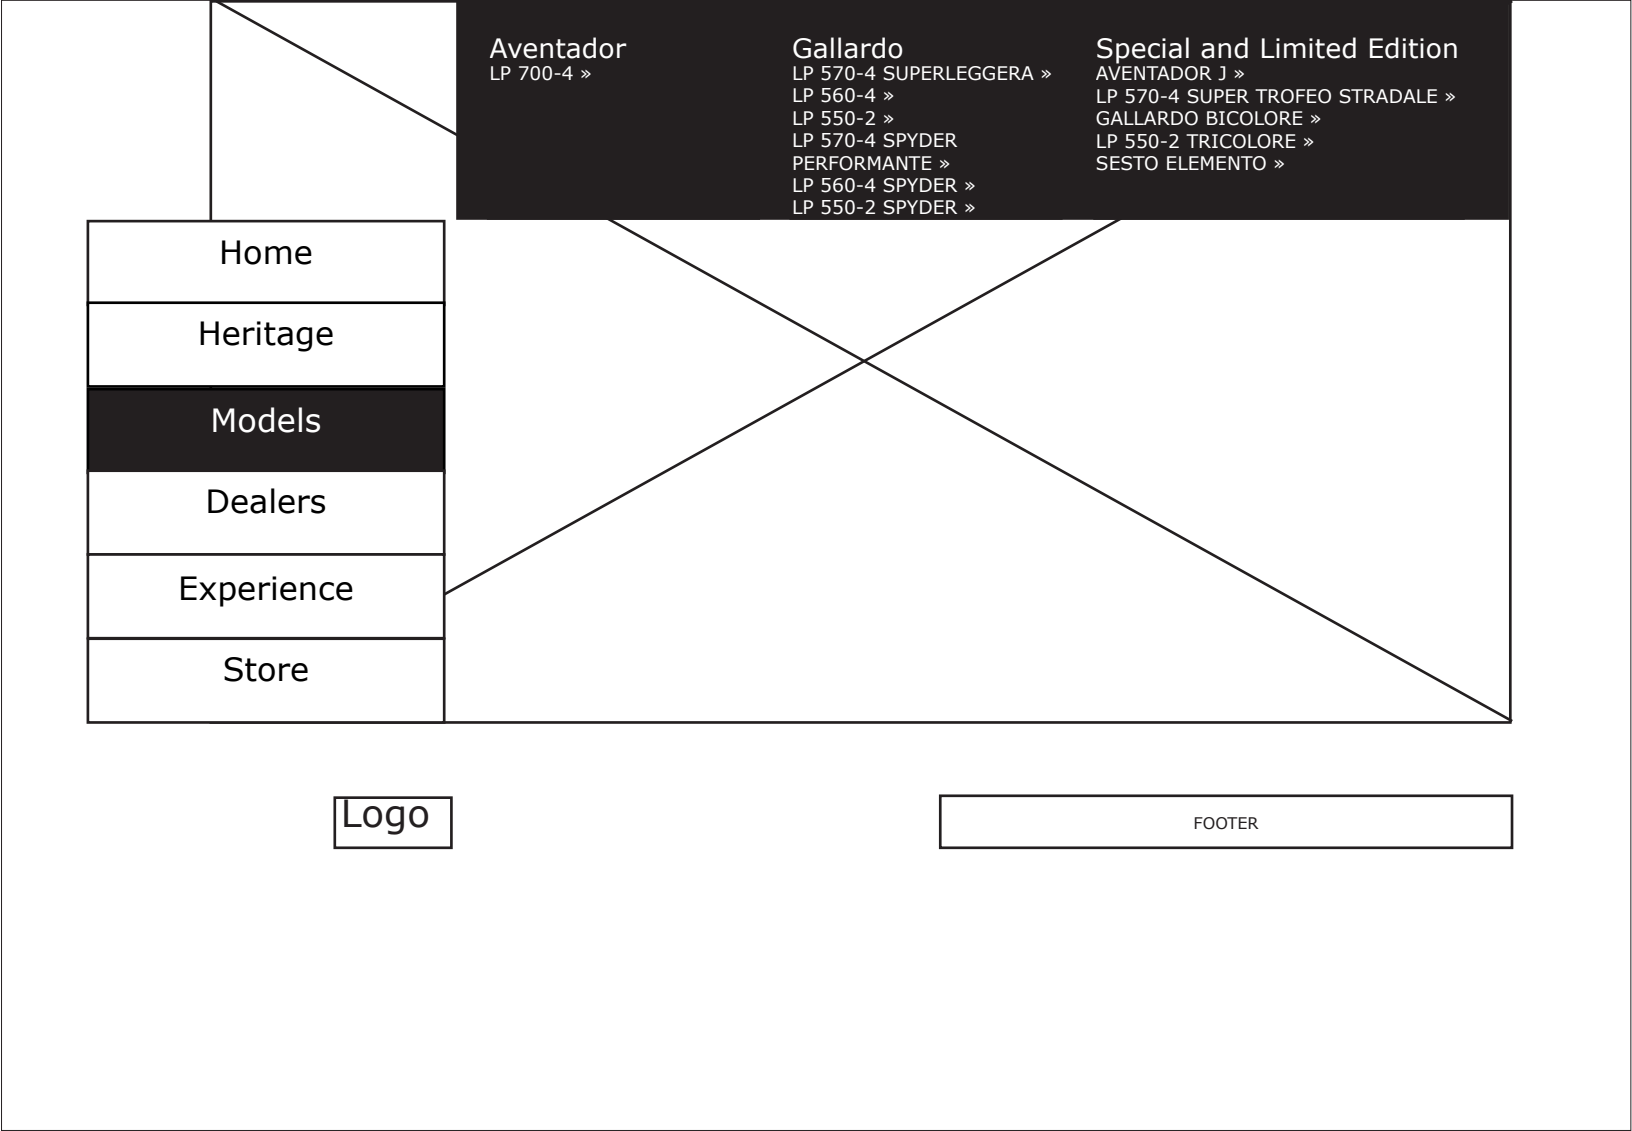 Aventador
LP 700-4 »
Gallardo
LP 570-4 SUPERLEGGERA »
LP 560-4 »
LP 550-2 »
LP 570-4 SPYDER
PERFORMANTE »
LP 560-4 SPYDER »
LP 550-2 SPYDER »
Special and Limited Edition
AVENTADOR J »
LP 570-4 SUPER TROFEO STRADALE »
GALLARDO BICOLORE »
LP 550-2 TRICOLORE »
SESTO ELEMENTO »
Home
Heritage
Models
Dealers
Experience
Store
Logo
FOOTER